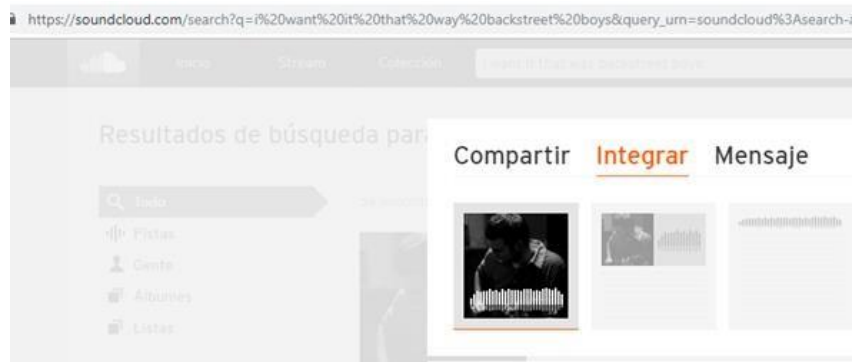 https://soundcloud.com/search?q=i%20want%20it%20that%20way%20backstreet%20boys&query_urn=soundcloud%3Asearch-a
Inicio Stream Colección
Resultados de búsqueda para
Compartir Integrar Mensaje
Todo
Pistas
Gente
Álbumes
Listas